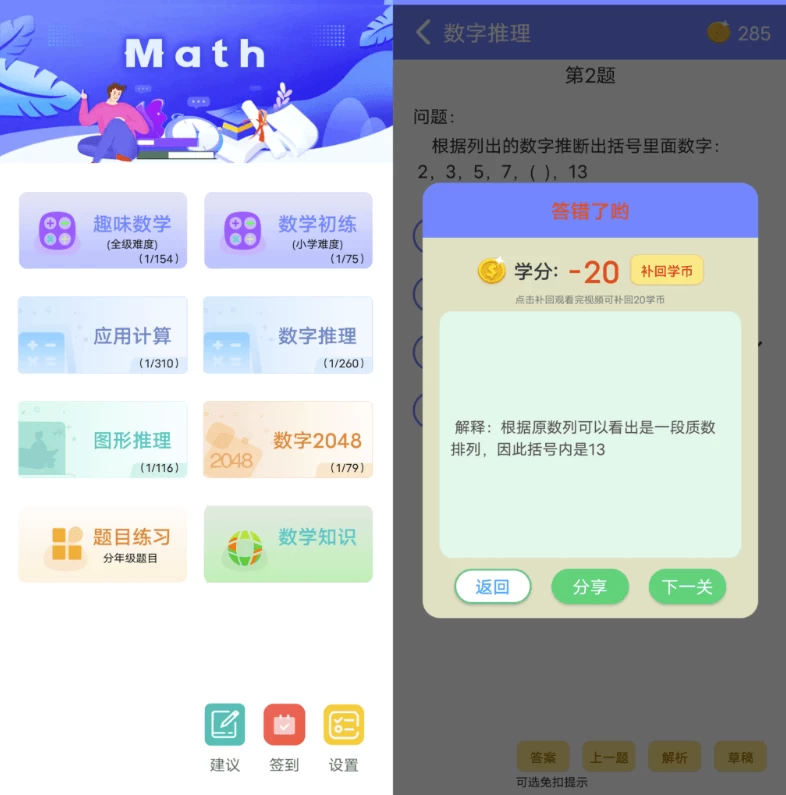 Math
趣味数学
(全级难度)
(1/154)
数学初练
(小学难度)
(1/75)
应用计算
(1/310)
数字推理
(1/260)
图形推理
(1/116)
2048
数字2048
(1/79)
题目练习
分年级题目
数学知识
建议
签到
设置
数字推理
285
第2题
问题:
根据列出的数字推断出括号里面数字:
2, 3, 5, 7, ( ), 13
答错了哟
学分: -20 补回学币
点击补回观看完视频可补回20学币
解释: 根据原数列可以看出是一段质数
排列, 因此括号内是13
返回
分享
下一关
答案
上一题
解析
草稿
可选免扣提示